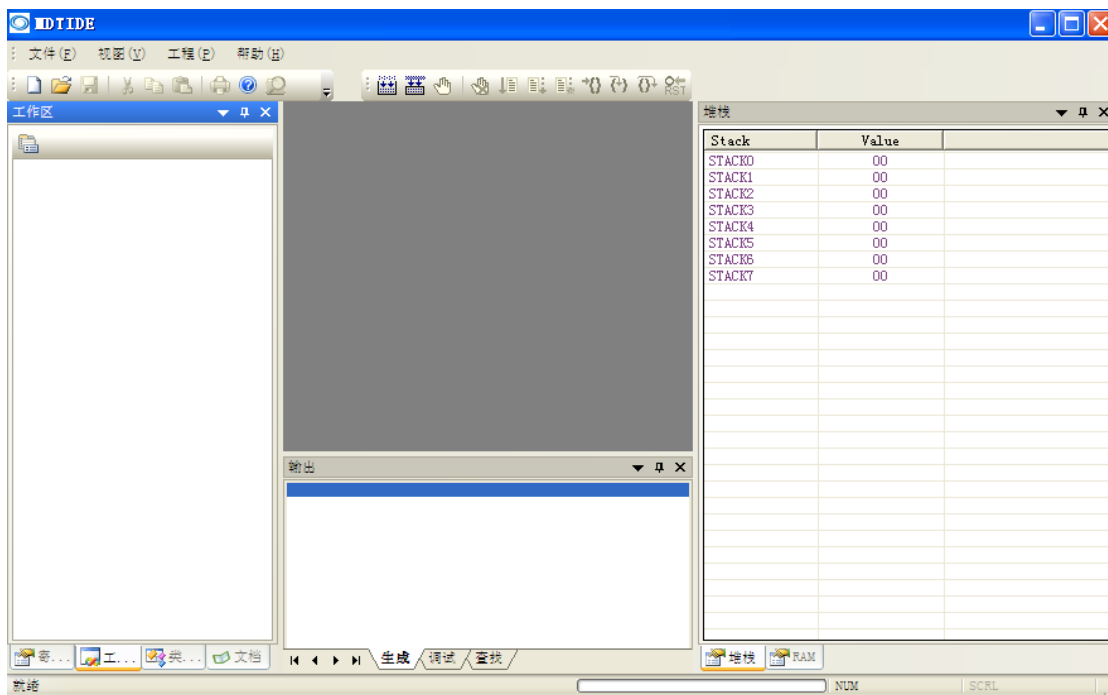 MDTIDE
文件(F) 视图(V) 工程(P) 帮助(H)
RST
工作区
堆栈
Stack Value
STACK0 00
STACK1 00
STACK2 00
STACK3 00
STACK4 00
STACK5 00
STACK6 00
STACK7 00
输出
寄... 工... 类... 文档
生成 调试 查找
堆栈 RAM
就绪 NUM SCRL